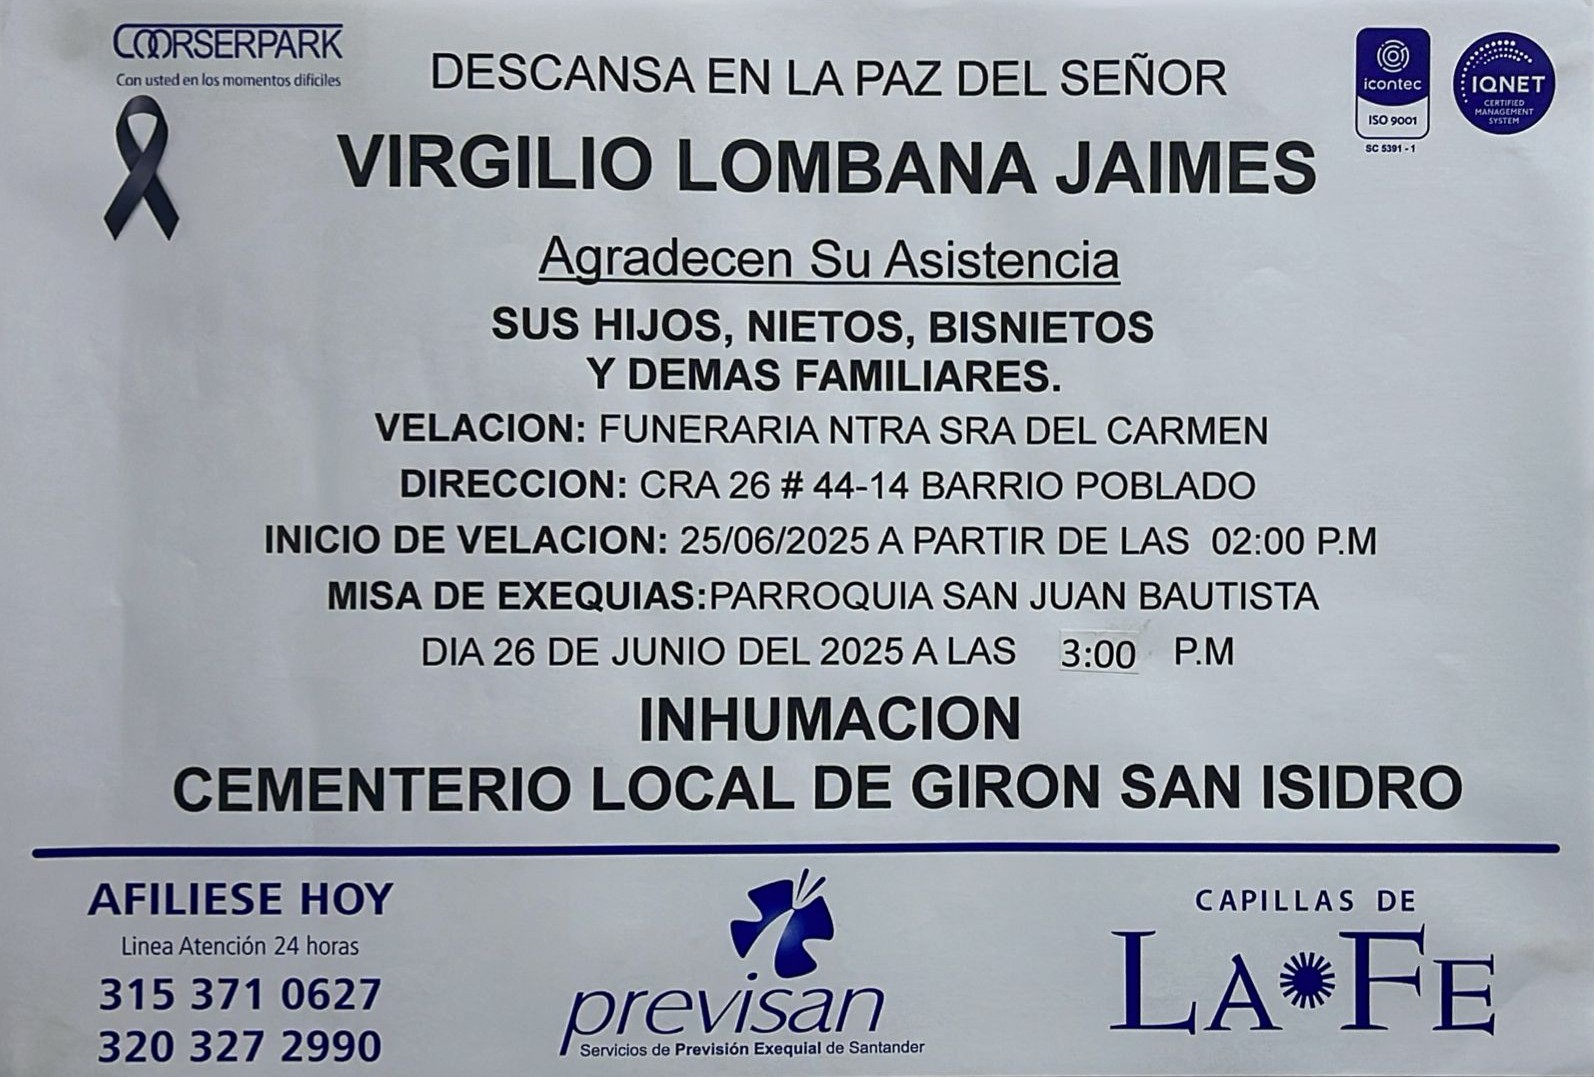 COORSERPARK
Con usted en los momentos dificiles
DESCANSA EN LA PAZ DEL SEÑOR
icontec
ISO 9001
SC 5391 - 1
IQNET
CERTIFIED
MANAGEMENT
SYSTEM
VIRGILIO LOMBANA JAIMES
Agradecen Su Asistencia
SUS HIJOS, NIETOS, BISNIETOS
Y DEMAS FAMILIARES.
VELACION: FUNERARIA NTRA SRA DEL CARMEN
DIRECCION: CRA 26 # 44-14 BARRIO POBLADO
INICIO DE VELACION: 25/06/2025 A PARTIR DE LAS 02:00 P.M
MISA DE EXEQUIAS:PARROQUIA SAN JUAN BAUTISTA
DIA 26 DE JUNIO DEL 2025 A LAS 3:00 P.M
INHUMACION
CEMENTERIO LOCAL DE GIRON SAN ISIDRO
AFILIESE HOY
Linea Atención 24 horas
315 371 0627
320 327 2990
previsan
Servicios de Previsión Exequial de Santander
CAPILLAS DE
LA FE